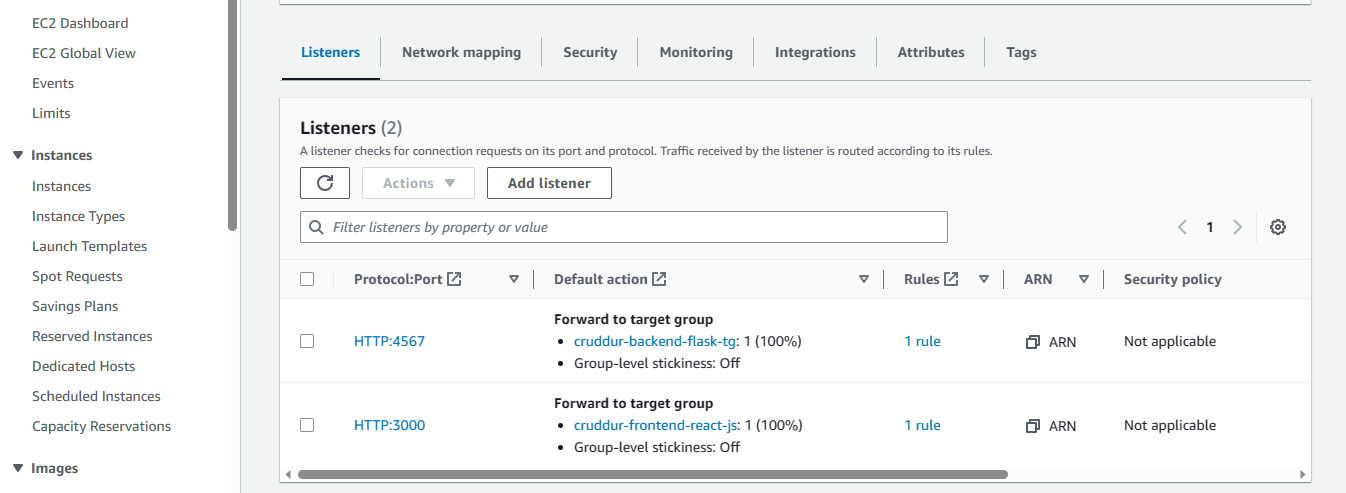 EC2 Dashboard
EC2 Global View
Events
Limits
Instances
Instances
Instance Types
Launch Templates
Spot Requests
Savings Plans
Reserved Instances
Dedicated Hosts
Scheduled Instances
Capacity Reservations
Images
Listeners Network mapping Security Monitoring Integrations Attributes Tags
Listeners (2)
A listener checks for connection requests on its port and protocol. Traffic received by the listener is routed according to its rules.
Actions Add listener
Filter listeners by property or value 1
Protocol:Port Default action Rules ARN Security policy
Forward to target group
HTTP:4567 • cruddur-backend-flask-tg: 1 (100%) 1 rule ARN Not applicable
• Group-level stickiness: Off
Forward to target group
HTTP:3000 • cruddur-frontend-react-js: 1 (100%) 1 rule ARN Not applicable
• Group-level stickiness: Off